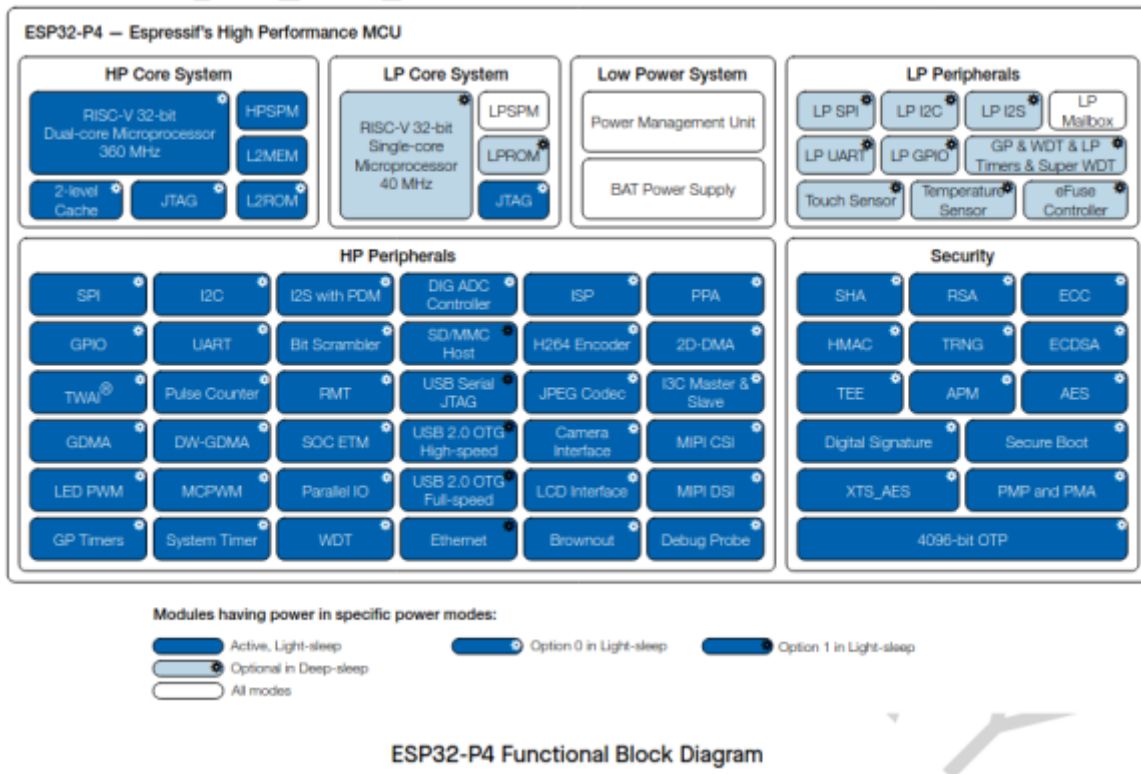 ESP32-P4 — Espressif's High Performance MCU
HP Core System
RISC-V 32-bit
Dual-core Microprocessor
360 MHz
HPSPM
L2MEM
2-level
Cache
JTAG
L2ROM
LP Core System
RISC-V 32-bit
Single-core
Microprocessor
40 MHz
LPSPM
LPROM
JTAG
Low Power System
Power Management Unit
BAT Power Supply
LP Peripherals
LP SPI
LP I2C
LP I2S
LP
Mailbox
LP UART
LP GPIO
GP & WDT & LP
Timers & Super WDT
Touch Sensor
Temperature
Sensor
eFuse
Controller
HP Peripherals
SPI
I2C
I2S with PDM
DIG ADC
Controller
ISP
PPA
GPIO
UART
Bit Scrambler
SD/MMC
Host
H264 Encoder
2D-DMA
TWAI®
Pulse Counter
RMT
USB Serial
JTAG
JPEG Codec
I3C Master &
Slave
GDMA
DW-GDMA
SOC ETM
USB 2.0 OTG
High-speed
Camera
Interface
MIPI CSI
LED PWM
MCPWM
Parallel IO
USB 2.0 OTG
Full-speed
LCD Interface
MIPI DSI
GP Timers
System Timer
WDT
Ethernet
Brownout
Debug Probe
Security
SHA
RSA
ECC
HMAC
TRNG
ECDSA
TEE
APM
AES
Digital Signature
Secure Boot
XTS_AES
PMP and PMA
4096-bit OTP
Modules having power in specific power modes:
Active, Light-sleep
Option 0 in Light-sleep
Option 1 in Light-sleep
Optional in Deep-sleep
All modes
ESP32-P4 Functional Block Diagram